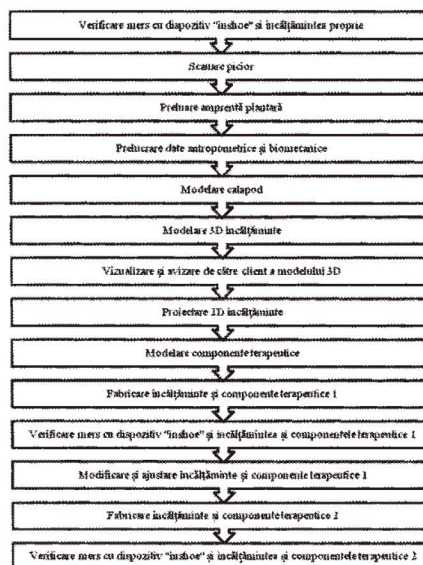 Verificare mers cu dispozitiv "inshoe" si incălțămintea proprie
Scanare picior
Preluare amprentă plantară
Prelucrare date antropometrice și biomecanice
Modelare calapod
Modelare 3D încălțăminte
Vizualizare și avizare de către client a modelului 3D
Proiectare 2D încălțăminte
Modelare componente terapeutice
Fabricare încălțăminte și componente terapeutice 1
Verificare mers cu dispozitiv "inshoe" și încălțămintea și componentele terapeutice 1
Modificare și ajustare încălțăminte și componente terapeutice 1
Fabricare încălțăminte și componente terapeutice 2
Verificare mers cu dispozitiv "inshoe" și încălțămintea și componentele terapeutice 2